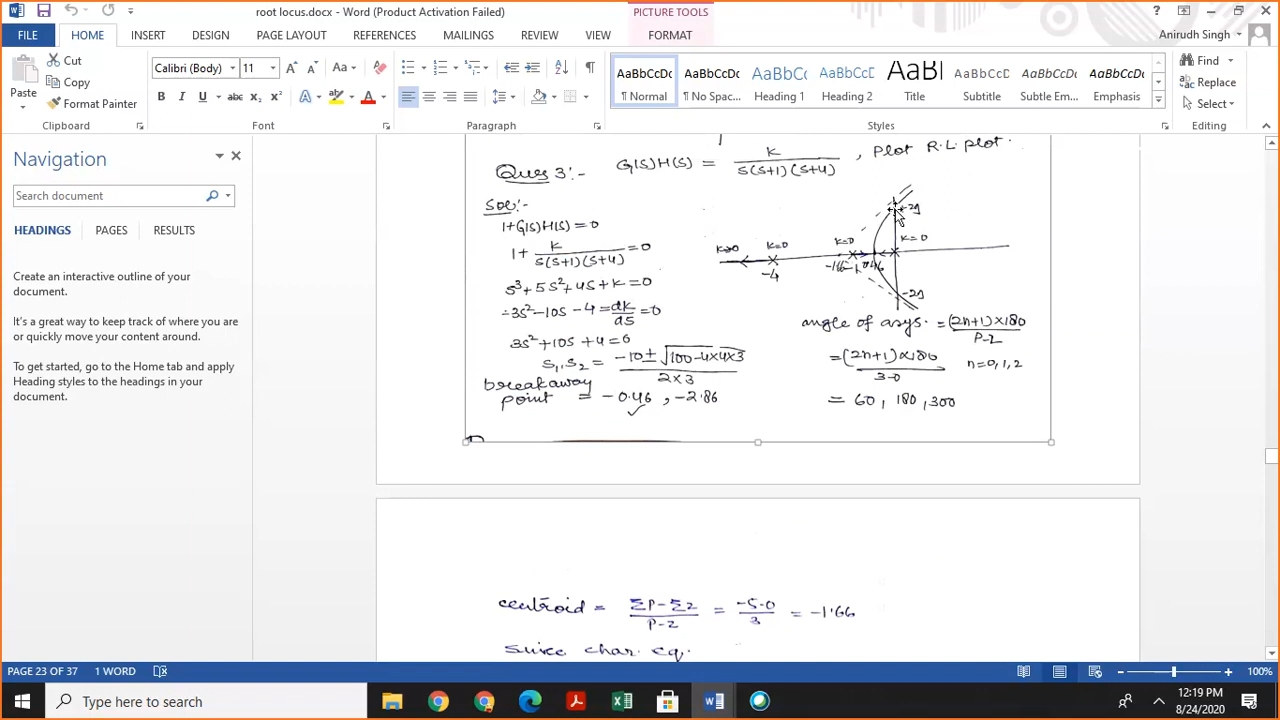 root locus.docx - Word (Product Activation Failed)
PICTURE TOOLS
FILE HOME INSERT DESIGN PAGE LAYOUT REFERENCES MAILINGS REVIEW VIEW FORMAT
Anirudh Singh
Paste
Cut
Copy
Format Painter
Clipboard
Calibri (Body) 11
Font
Paragraph
AaBbCcDc ¶ Normal
AaBbCcDc ¶ No Spac...
AaBbCc Heading 1
AaBbCcD Heading 2
AaBl Title
AaBbCcD Subtitle
AaBbCcDc Subtle Em...
AaBbCcDc Emphasis
Styles
Find
Replace
Select
Editing
Navigation
Search document
HEADINGS PAGES RESULTS
Create an interactive outline of your
document.
It's a great way to keep track of where you are
or quickly move your content around.
To get started, go to the Home tab and apply
Heading styles to the headings in your
document.
Ques 3:- G(s)H(s) = K / s(s+1)(s+4) , Plot R.L plot.
Sol:-
1+G(s)H(s) = 0
1 + K / s(s+1)(s+4) = 0
s³+5s²+4s+K=0
-3s²-10s-4 = dK/ds = 0
3s²+10s+4=0
s₁,s₂ = -10±√100-4×4×3 / 2×3
breakaway
point = -0.46, -2.86
K=0
K=0
K=0
-4
-1
-2j
angle of asys. = (2n+1)×180 / P-Z
= (2n+1)×180 / 3-0 n=0,1,2
= 60, 180, 300
centroid = ΣP-ΣZ / P-Z = -5-0 / 3 = -1.66
Since char. eq.
PAGE 23 OF 37 1 WORD
100%
Type here to search
12:19 PM
8/24/2020